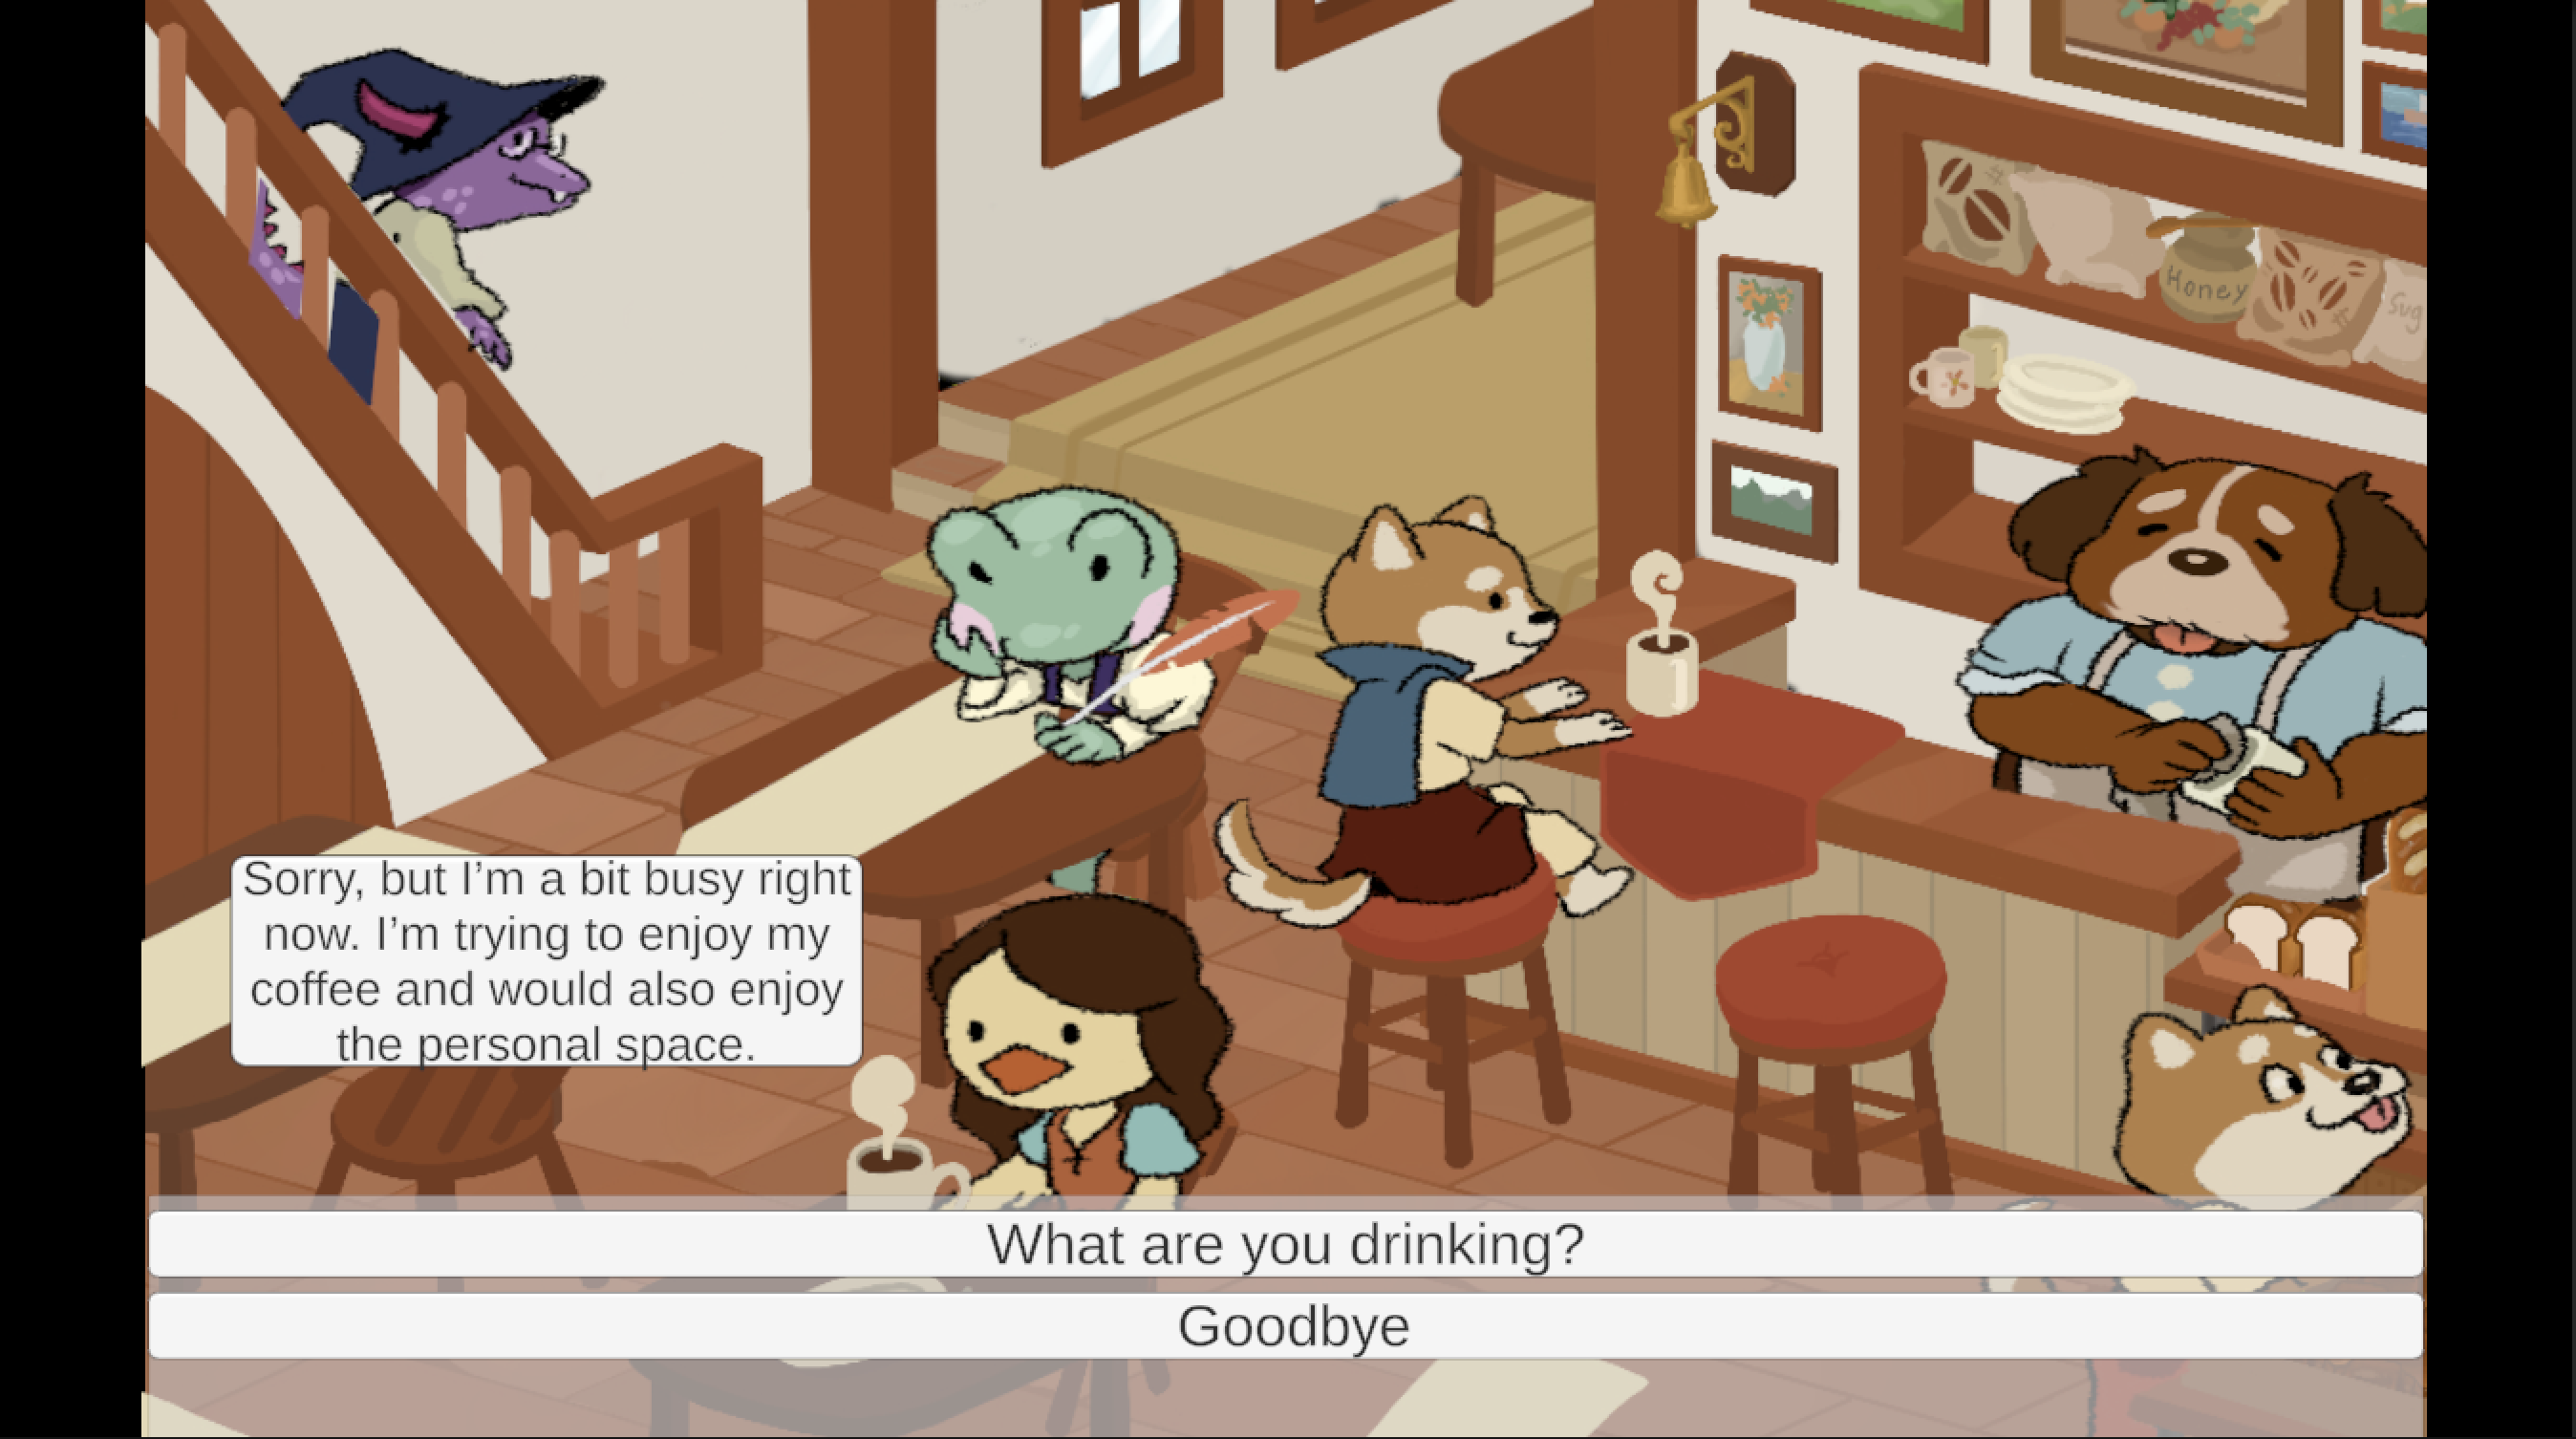 Honey
Sug
Sorry, but I'm a bit busy right
now. I'm trying to enjoy my
coffee and would also enjoy
the personal space.
What are you drinking?
Goodbye